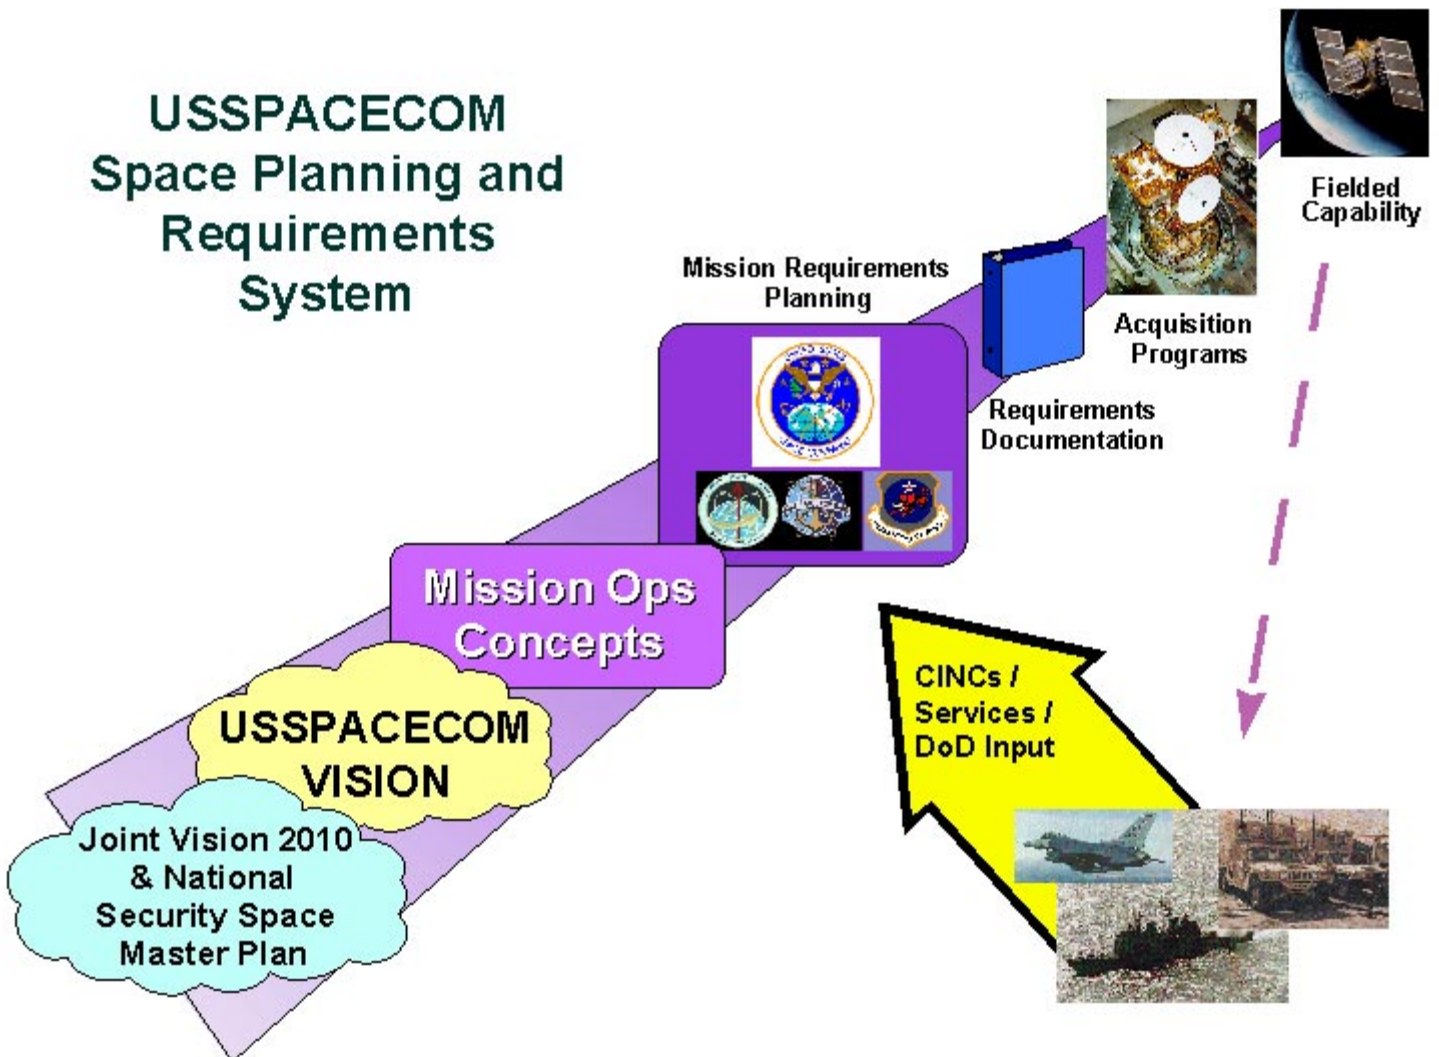 USSPACECOM
Space Planning and
Requirements
System
Fielded
Capability
Acquisition
Programs
Requirements
Documentation
Mission Requirements
Planning
Mission Ops
Concepts
USSPACECOM
VISION
Joint Vision 2010
& National
Security Space
Master Plan
CINCs /
Services /
DoD Input